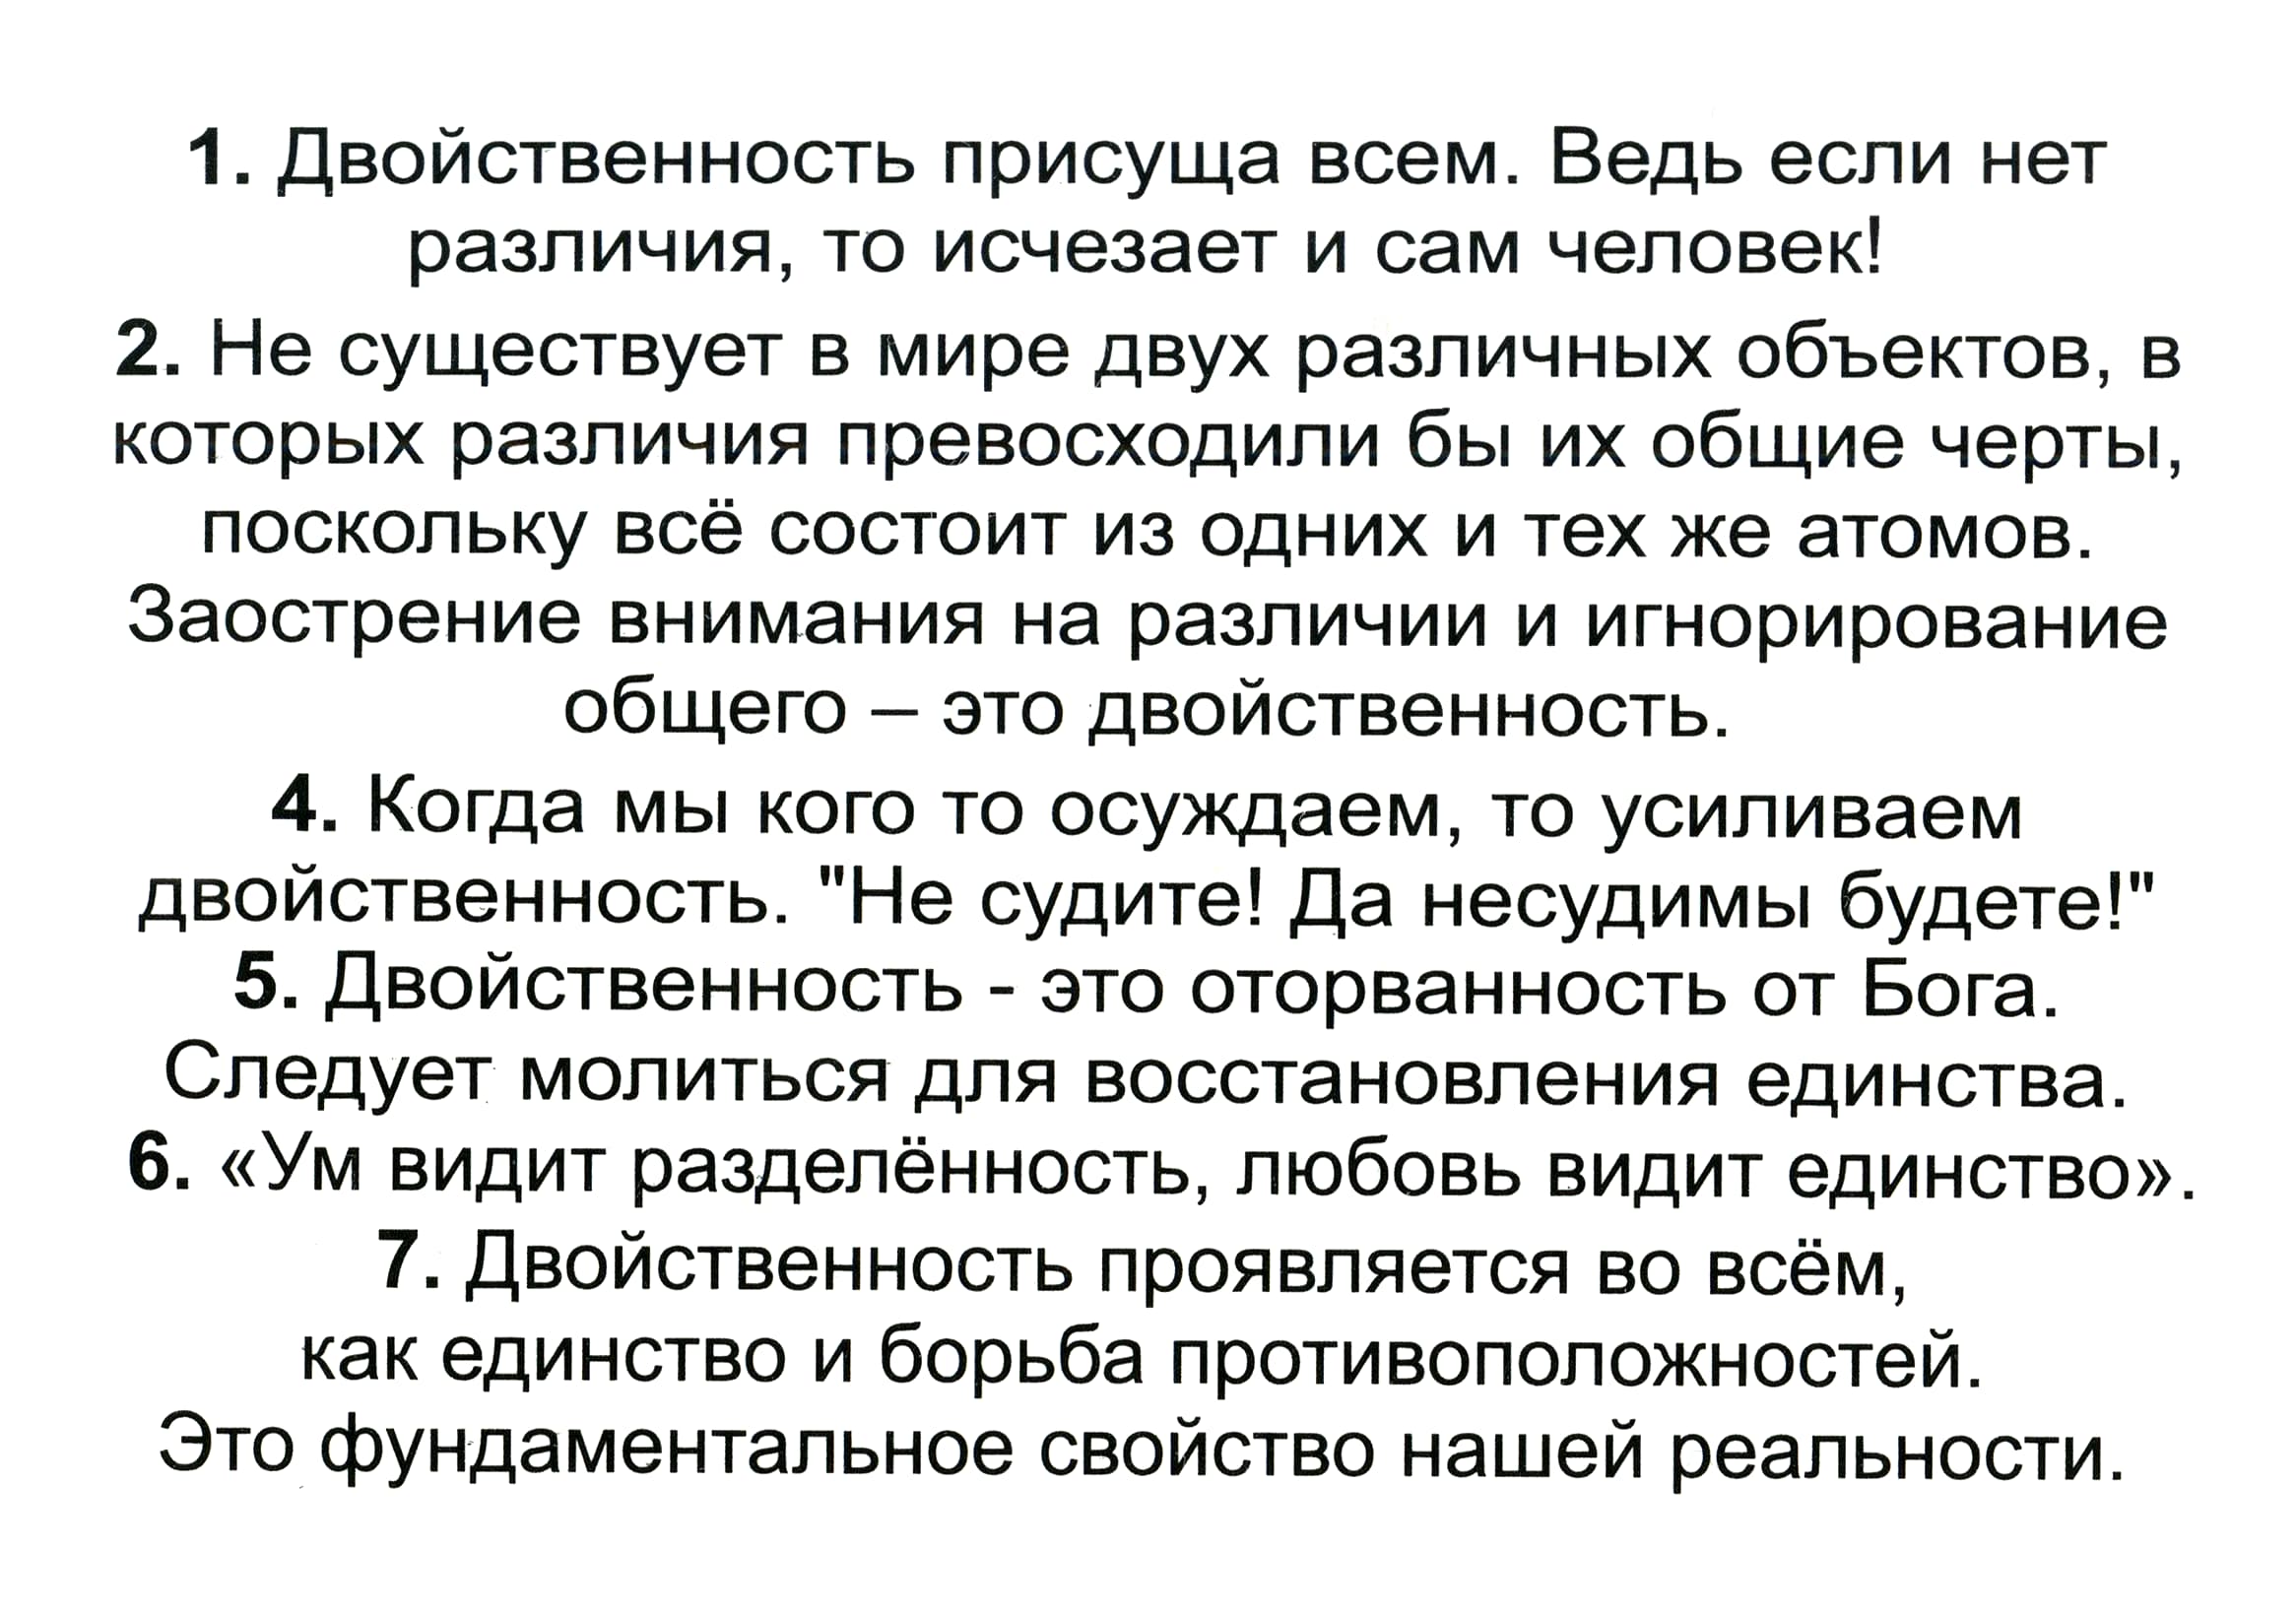 1. Двойственность присуща всем. Ведь если нет
различия, то исчезает и сам человек!
2. Не существует в мире двух различных объектов, в
которых различия превосходили бы их общие черты,
поскольку всё состоит из одних и тех же атомов.
Заострение внимания на различии и игнорирование
общего – это двойственность.
4. Когда мы кого то осуждаем, то усиливаем
двойственность. "Не судите! Да несудимы будете!"
5. Двойственность - это оторванность от Бога.
Следует молиться для восстановления единства.
6. «Ум видит разделённость, любовь видит единство».
7. Двойственность проявляется во всём,
как единство и борьба противоположностей.
Это фундаментальное свойство нашей реальности.